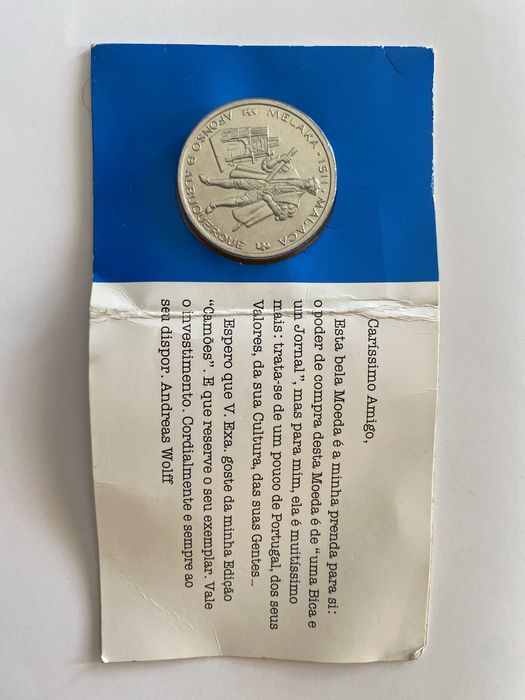 MELAKA · 1511 · MALACA
AFONSO D'ALBUQUERQUE
Caríssimo Amigo,
Esta bela Moeda é a minha prenda para si:
o poder de compra desta Moeda é de “uma Bica e
um Jornal”, mas para mim, ela é muitíssimo
mais: trata-se de um pouco de Portugal, dos seus
Valores, da sua Cultura, das suas Gentes...
Espero que V. Exa. goste da minha Edição
“Camões”. E que reserve o seu exemplar. Vale
o investimento. Cordialmente e sempre ao
seu dispor. Andreas Wolff